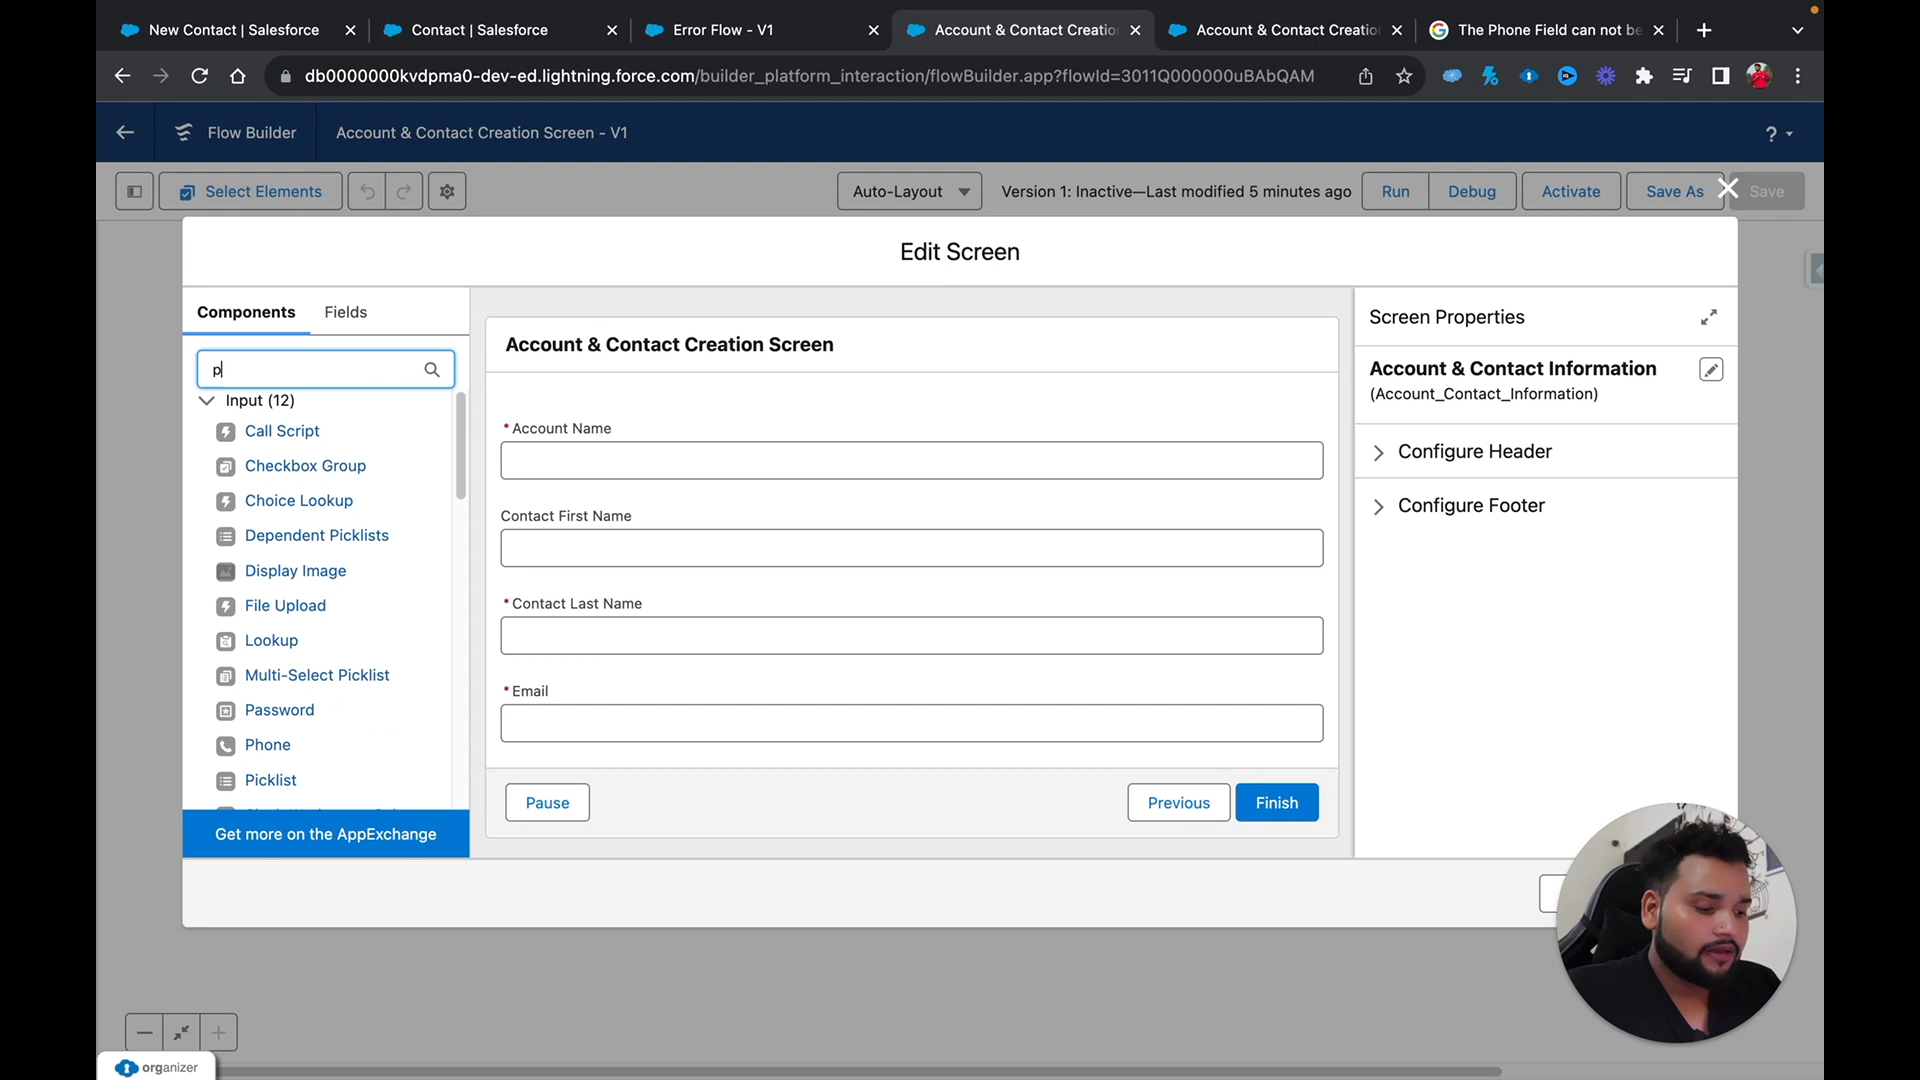 New Contact | Salesforce
Contact | Salesforce
Error Flow - V1
Account & Contact Creatio
Account & Contact Creatio
The Phone Field can not be
db0000000kvdpma0-dev-ed.lightning.force.com/builder_platform_interaction/flowBuilder.app?flowId=3011Q000000uBAbQAM
Flow Builder
Account & Contact Creation Screen - V1
?
Select Elements
Auto-Layout
Version 1: Inactive—Last modified 5 minutes ago
Run
Debug
Activate
Save As
Save
Edit Screen
Components
Fields
p
Input (12)
Call Script
Checkbox Group
Choice Lookup
Dependent Picklists
Display Image
File Upload
Lookup
Multi-Select Picklist
Password
Phone
Picklist
Get more on the AppExchange
Account & Contact Creation Screen
* Account Name
Contact First Name
* Contact Last Name
* Email
Pause
Previous
Finish
Screen Properties
Account & Contact Information
(Account_Contact_Information)
Configure Header
Configure Footer
organizer